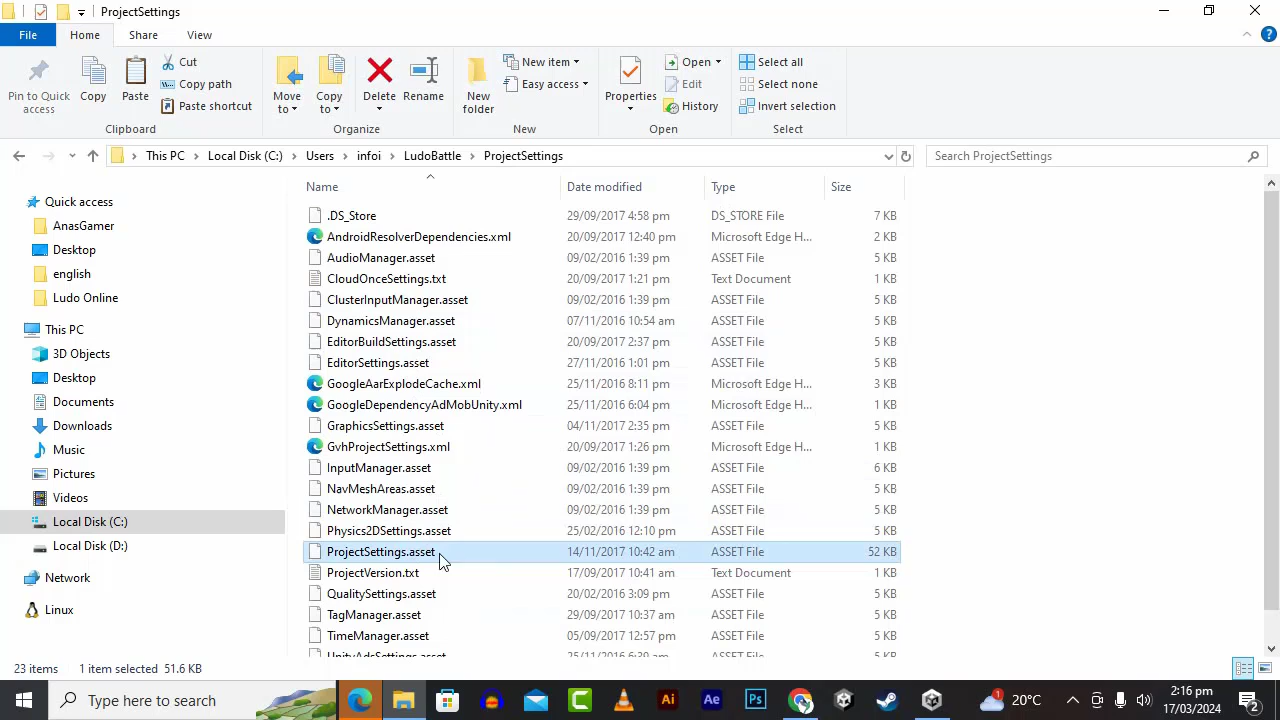 ProjectSettings
File Home Share View
Pin to Quick access
Copy
Paste
Cut
Copy path
Paste shortcut
Clipboard
Move to
Copy to
Delete
Rename
Organize
New folder
New item
Easy access
New
Properties
Open
Edit
History
Open
Select all
Select none
Invert selection
Select
This PC Local Disk (C:) Users infoi LudoBattle ProjectSettings
Search ProjectSettings
Quick access
AnasGamer
Desktop
english
Ludo Online
This PC
3D Objects
Desktop
Documents
Downloads
Music
Pictures
Videos
Local Disk (C:)
Local Disk (D:)
Network
Linux
Name Date modified Type Size
.DS_Store 29/09/2017 4:58 pm DS_STORE File 7 KB
AndroidResolverDependencies.xml 20/09/2017 12:40 pm Microsoft Edge H... 2 KB
AudioManager.asset 09/02/2016 1:39 pm ASSET File 5 KB
CloudOnceSettings.txt 20/09/2017 1:21 pm Text Document 1 KB
ClusterInputManager.asset 09/02/2016 1:39 pm ASSET File 5 KB
DynamicsManager.asset 07/11/2016 10:54 am ASSET File 5 KB
EditorBuildSettings.asset 20/09/2017 2:37 pm ASSET File 5 KB
EditorSettings.asset 27/11/2016 1:01 pm ASSET File 5 KB
GoogleAarExplodeCache.xml 25/11/2016 8:11 pm Microsoft Edge H... 3 KB
GoogleDependencyAdMobUnity.xml 25/11/2016 6:04 pm Microsoft Edge H... 1 KB
GraphicsSettings.asset 04/11/2017 2:35 pm ASSET File 5 KB
GvhProjectSettings.xml 20/09/2017 1:26 pm Microsoft Edge H... 1 KB
InputManager.asset 09/02/2016 1:39 pm ASSET File 6 KB
NavMeshAreas.asset 09/02/2016 1:39 pm ASSET File 5 KB
NetworkManager.asset 09/02/2016 1:39 pm ASSET File 5 KB
Physics2DSettings.asset 25/02/2016 12:10 pm ASSET File 5 KB
ProjectSettings.asset 14/11/2017 10:42 am ASSET File 52 KB
ProjectVersion.txt 17/09/2017 10:41 am Text Document 1 KB
QualitySettings.asset 20/02/2016 3:09 pm ASSET File 5 KB
TagManager.asset 29/09/2017 10:37 am ASSET File 5 KB
TimeManager.asset 05/09/2017 12:57 pm ASSET File 5 KB
UnityAdsSettings.asset 25/11/2016 6:39 am ASSET File 5 KB
23 items 1 item selected 51.6 KB
Type here to search
Ai
Ae
Ps
1
20°C
2:16 pm
17/03/2024
2